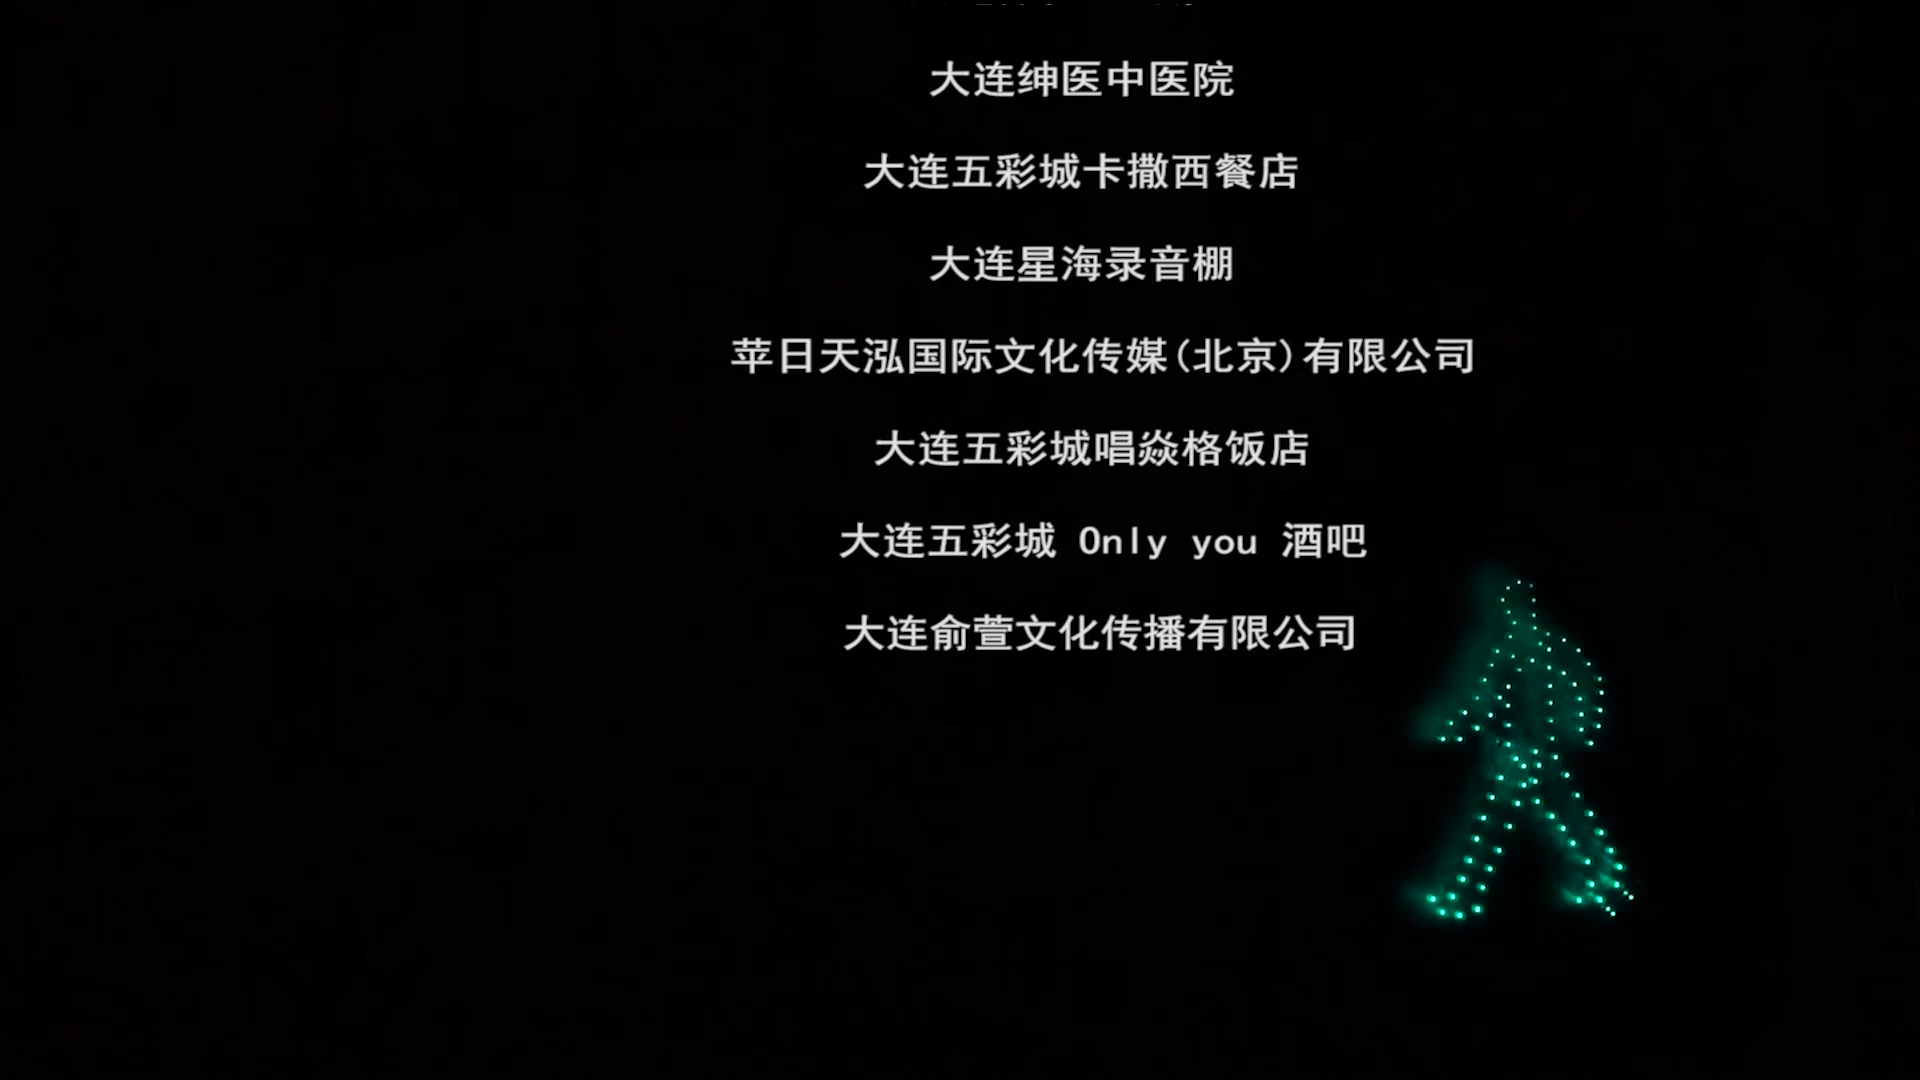 大连绅医中医院
大连五彩城卡撒西餐店
大连星海录音棚
苹日天泓国际文化传媒(北京)有限公司
大连五彩城唱焱格饭店
大连五彩城 Only you 酒吧
大连俞萱文化传播有限公司